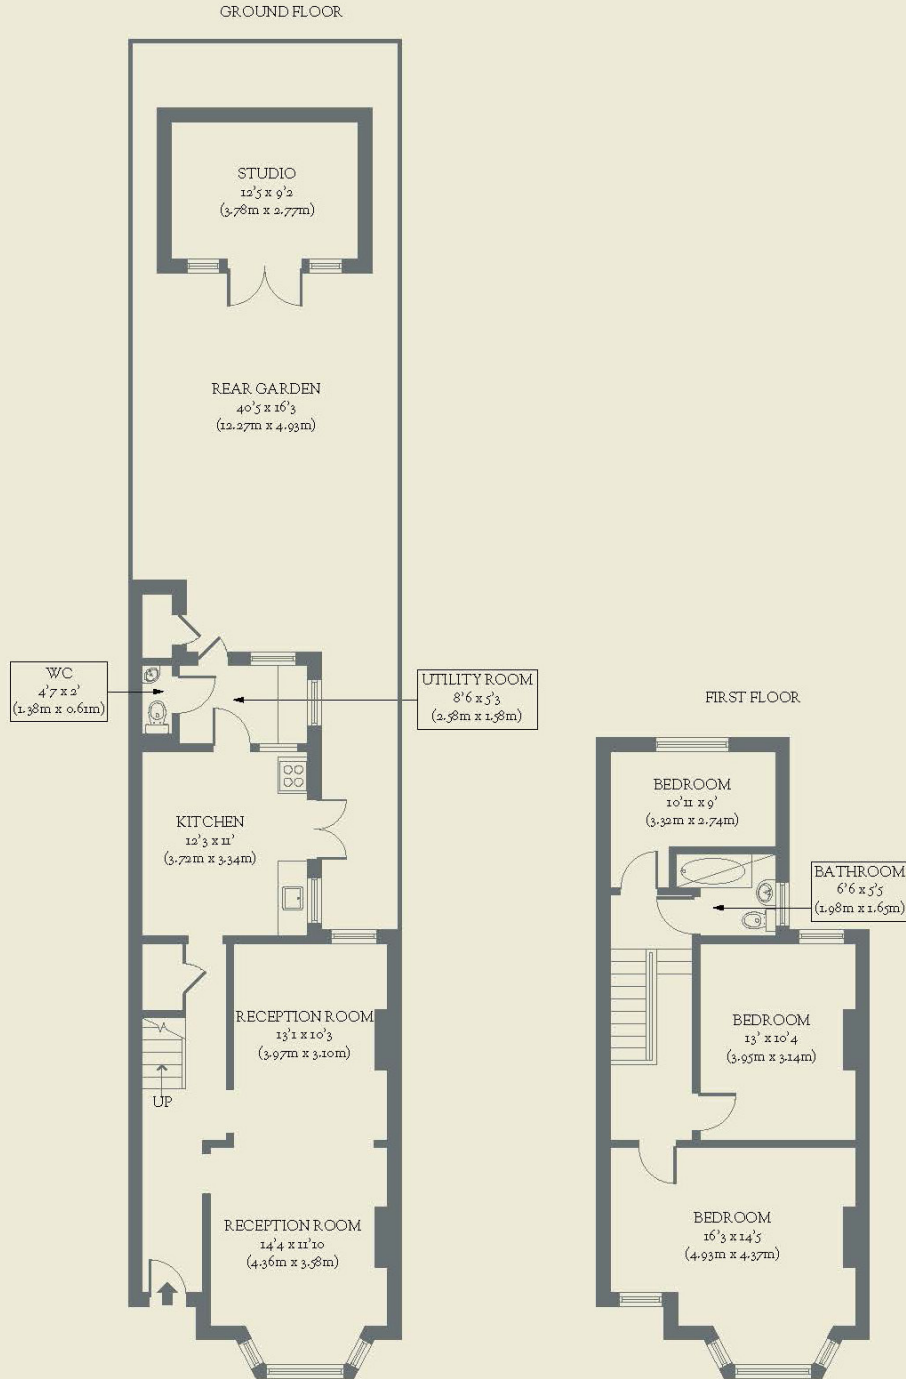 GROUND FLOOR
STUDIO
12'5 x 9'2
(3.78m x 2.77m)
REAR GARDEN
40'5 x 16'3
(12.27m x 4.93m)
WC
4'7 x 2'
(1.38m x 0.61m)
UTILITY ROOM
8'6 x 5'3
(2.58m x 1.58m)
KITCHEN
12'3 x 11'
(3.72m x 3.34m)
RECEPTION ROOM
13'1 x 10'3
(3.97m x 3.10m)
UP
RECEPTION ROOM
14'4 x 11'10
(4.36m x 3.58m)
FIRST FLOOR
BEDROOM
10'11 x 9'
(3.32m x 2.74m)
BATHROOM
6'6 x 5'5
(1.98m x 1.65m)
BEDROOM
13' x 10'4
(3.95m x 3.14m)
BEDROOM
16'3 x 14'5
(4.93m x 4.37m)